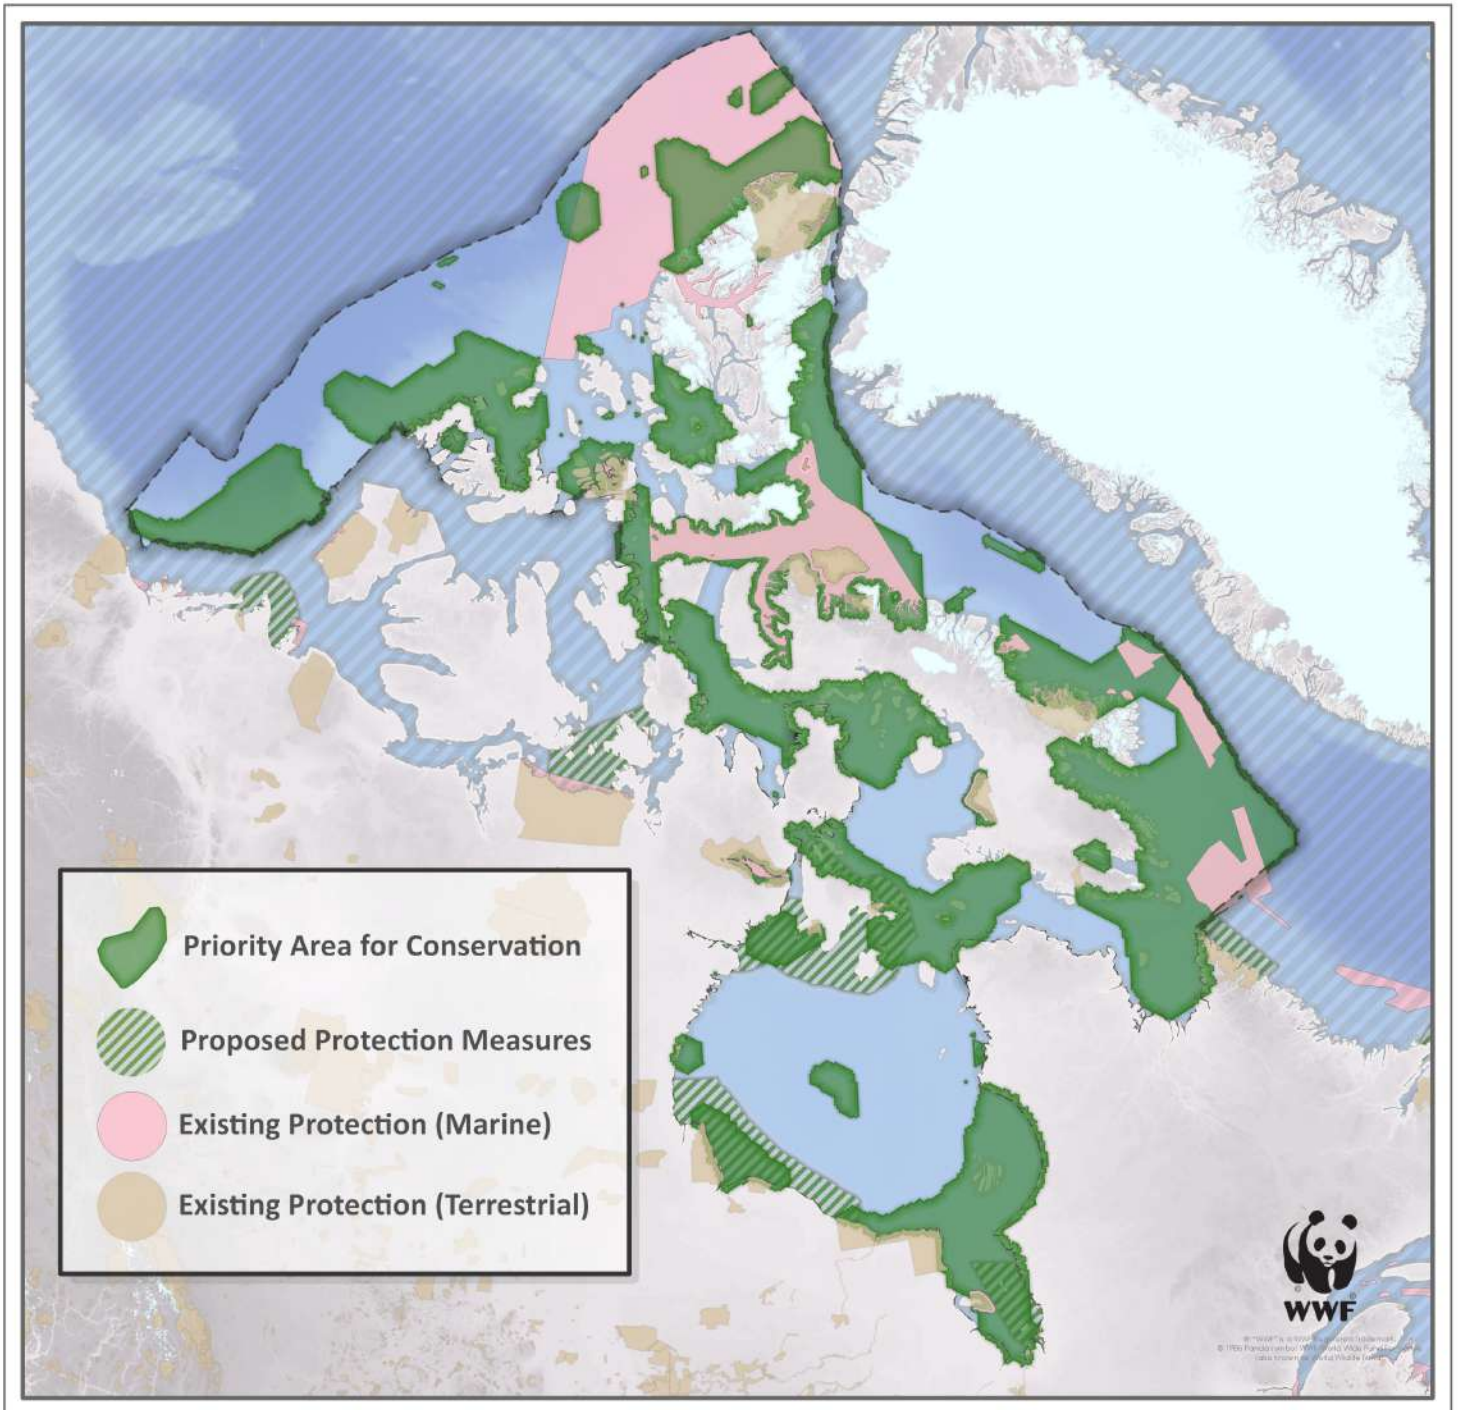 Priority Area for Conservation
Proposed Protection Measures
Existing Protection (Marine)
Existing Protection (Terrestrial)
WWF